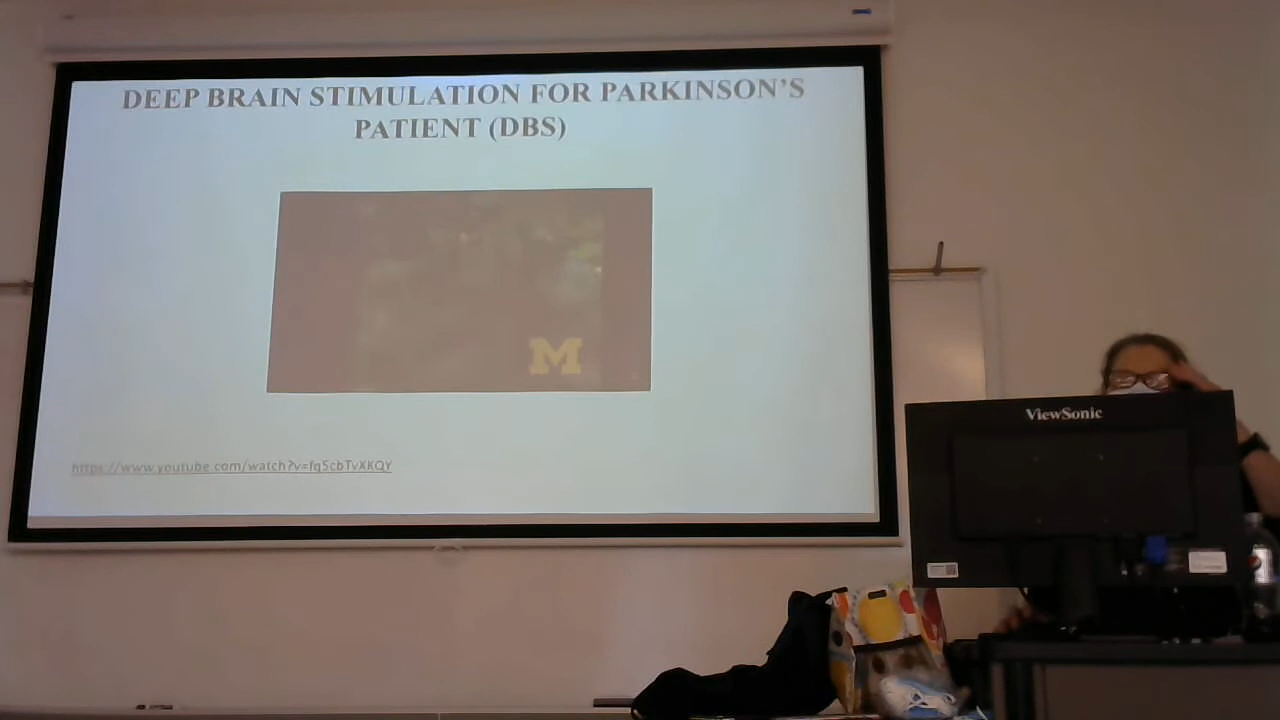 DEEP BRAIN STIMULATION FOR PARKINSON'S
PATIENT (DBS)
M
https://www.youtube.com/watch?v=fq5cbTvXKQY
ViewSonic